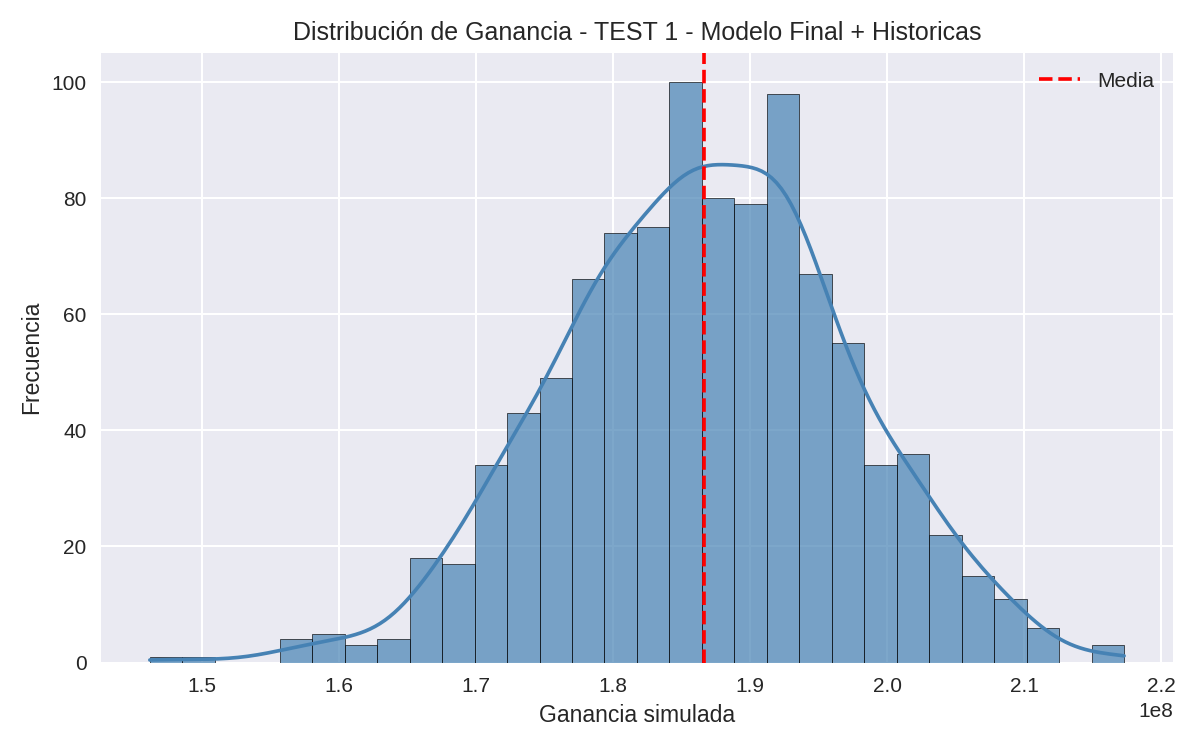 Distribución de Ganancia - TEST 1 - Modelo Final + Historicas
Media
Frecuencia
100
80
60
40
20
0
1.5 1.6 1.7 1.8 1.9 2.0 2.1 2.2
1e8
Ganancia simulada